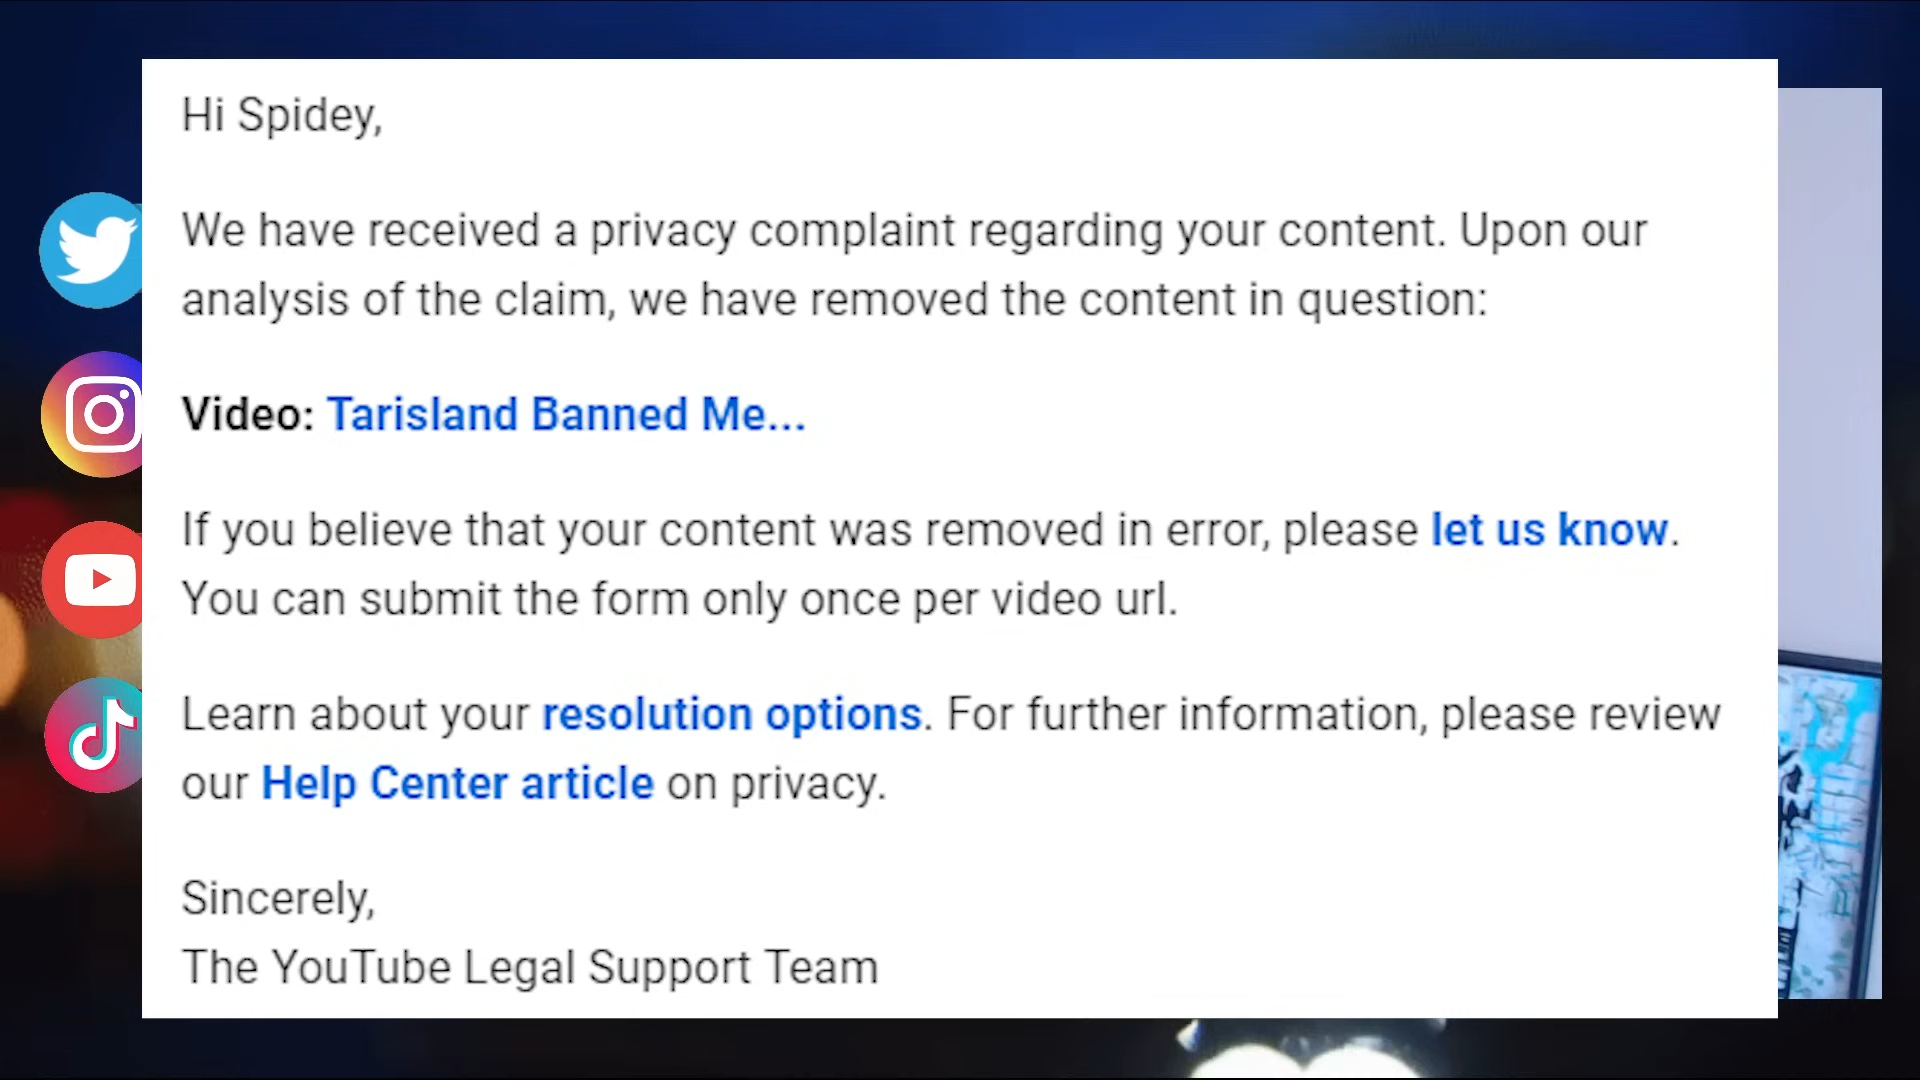 Hi Spidey,
We have received a privacy complaint regarding your content. Upon our
analysis of the claim, we have removed the content in question:
Video: Tarisland Banned Me...
If you believe that your content was removed in error, please let us know.
You can submit the form only once per video url.
Learn about your resolution options. For further information, please review
our Help Center article on privacy.
Sincerely,
The YouTube Legal Support Team